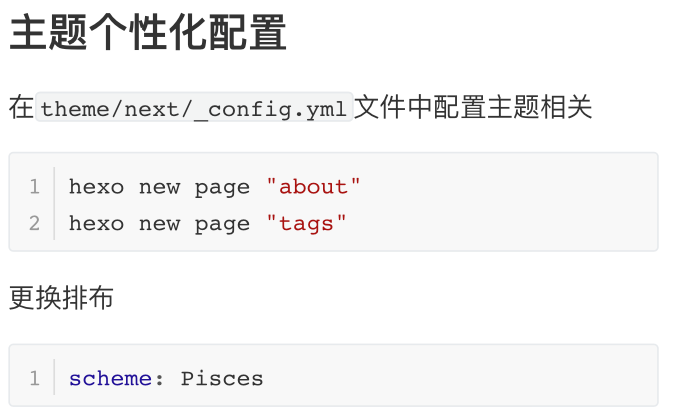 主题个性化配置
在theme/next/_config.yml文件中配置主题相关
1 hexo new page "about"
2 hexo new page "tags"
更换排布
1 scheme: Pisces